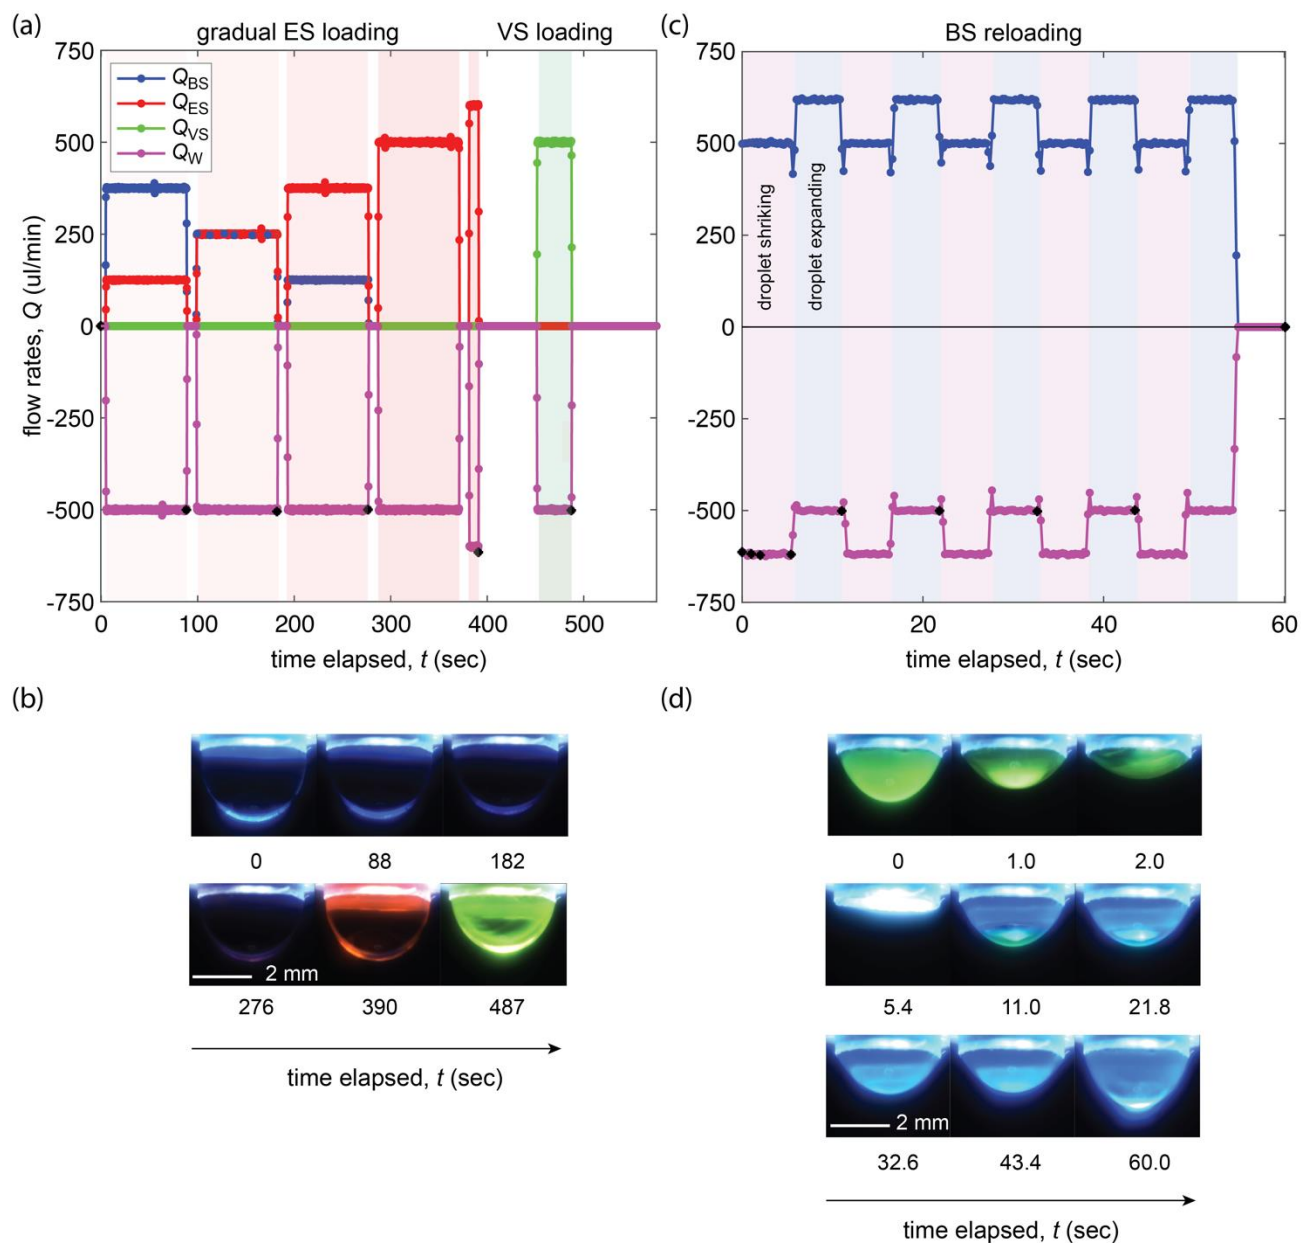 (a)
gradual ES loading
VS loading
750
500
250
0
-250
-500
-750
flow rates, Q (ul/min)
Q_BS
Q_ES
Q_VS
Q_W
0 100 200 300 400 500
time elapsed, t (sec)
(c)
BS reloading
750
500
250
0
-250
-500
-750
droplet shriking
droplet expanding
0 20 40 60
time elapsed, t (sec)
(b)
0 88 182
2 mm
276 390 487
time elapsed, t (sec)
(d)
0 1.0 2.0
5.4 11.0 21.8
2 mm
32.6 43.4 60.0
time elapsed, t (sec)